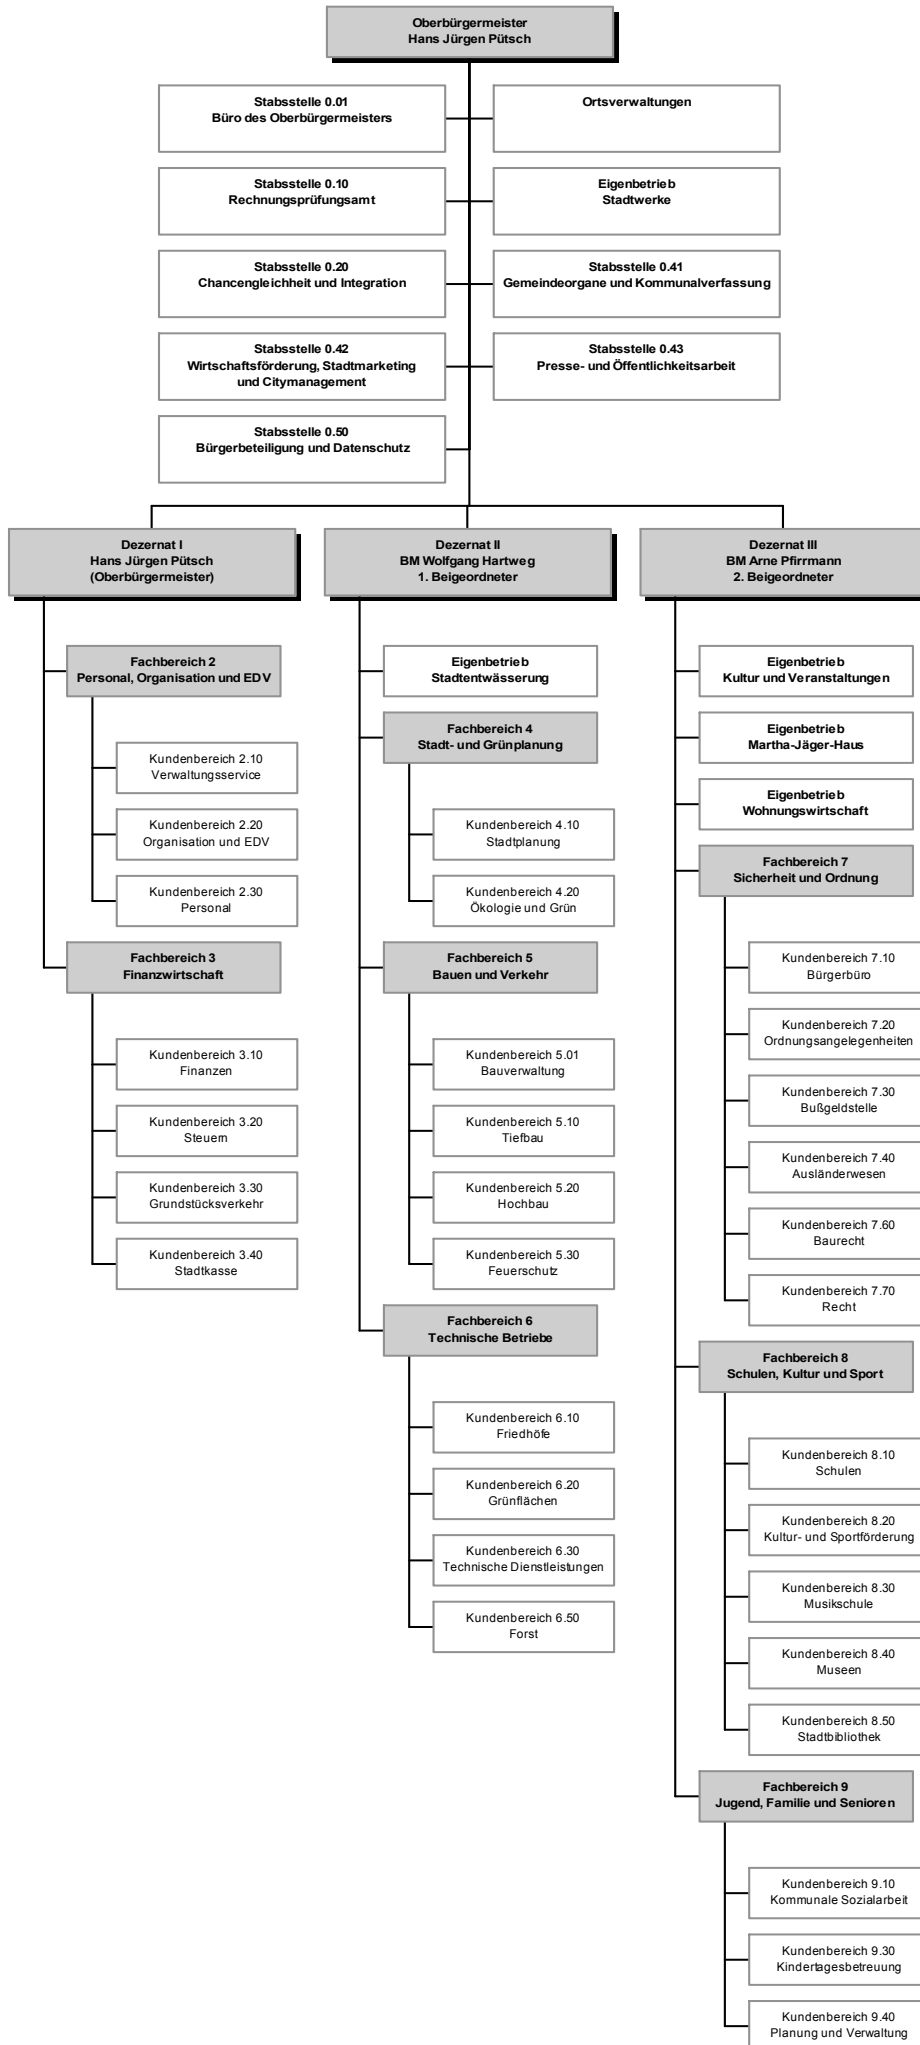 Oberbürgermeister
Hans Jürgen Pütsch
Stabsstelle 0.01
Büro des Oberbürgermeisters
Ortsverwaltungen
Stabsstelle 0.10
Rechnungsprüfungsamt
Eigenbetrieb
Stadtwerke
Stabsstelle 0.20
Chancengleichheit und Integration
Stabsstelle 0.41
Gemeindeorgane und Kommunalverfassung
Stabsstelle 0.42
Wirtschaftsförderung, Stadtmarketing
und Citymanagement
Stabsstelle 0.43
Presse- und Öffentlichkeitsarbeit
Stabsstelle 0.50
Bürgerbeteiligung und Datenschutz
Dezernat I
Hans Jürgen Pütsch
(Oberbürgermeister)
Fachbereich 2
Personal, Organisation und EDV
Kundenbereich 2.10
Verwaltungsservice
Kundenbereich 2.20
Organisation und EDV
Kundenbereich 2.30
Personal
Fachbereich 3
Finanzwirtschaft
Kundenbereich 3.10
Finanzen
Kundenbereich 3.20
Steuern
Kundenbereich 3.30
Grundstücksverkehr
Kundenbereich 3.40
Stadtkasse
Dezernat II
BM Wolfgang Hartweg
1. Beigeordneter
Eigenbetrieb
Stadtentwässerung
Fachbereich 4
Stadt- und Grünplanung
Kundenbereich 4.10
Stadtplanung
Kundenbereich 4.20
Ökologie und Grün
Fachbereich 5
Bauen und Verkehr
Kundenbereich 5.01
Bauverwaltung
Kundenbereich 5.10
Tiefbau
Kundenbereich 5.20
Hochbau
Kundenbereich 5.30
Feuerschutz
Fachbereich 6
Technische Betriebe
Kundenbereich 6.10
Friedhöfe
Kundenbereich 6.20
Grünflächen
Kundenbereich 6.30
Technische Dienstleistungen
Kundenbereich 6.50
Forst
Dezernat III
BM Arne Pfirrmann
2. Beigeordneter
Eigenbetrieb
Kultur und Veranstaltungen
Eigenbetrieb
Martha-Jäger-Haus
Eigenbetrieb
Wohnungswirtschaft
Fachbereich 7
Sicherheit und Ordnung
Kundenbereich 7.10
Bürgerbüro
Kundenbereich 7.20
Ordnungsangelegenheiten
Kundenbereich 7.30
Bußgeldstelle
Kundenbereich 7.40
Ausländerwesen
Kundenbereich 7.60
Baurecht
Kundenbereich 7.70
Recht
Fachbereich 8
Schulen, Kultur und Sport
Kundenbereich 8.10
Schulen
Kundenbereich 8.20
Kultur- und Sportförderung
Kundenbereich 8.30
Musikschule
Kundenbereich 8.40
Museen
Kundenbereich 8.50
Stadtbibliothek
Fachbereich 9
Jugend, Familie und Senioren
Kundenbereich 9.10
Kommunale Sozialarbeit
Kundenbereich 9.30
Kindertagesbetreuung
Kundenbereich 9.40
Planung und Verwaltung